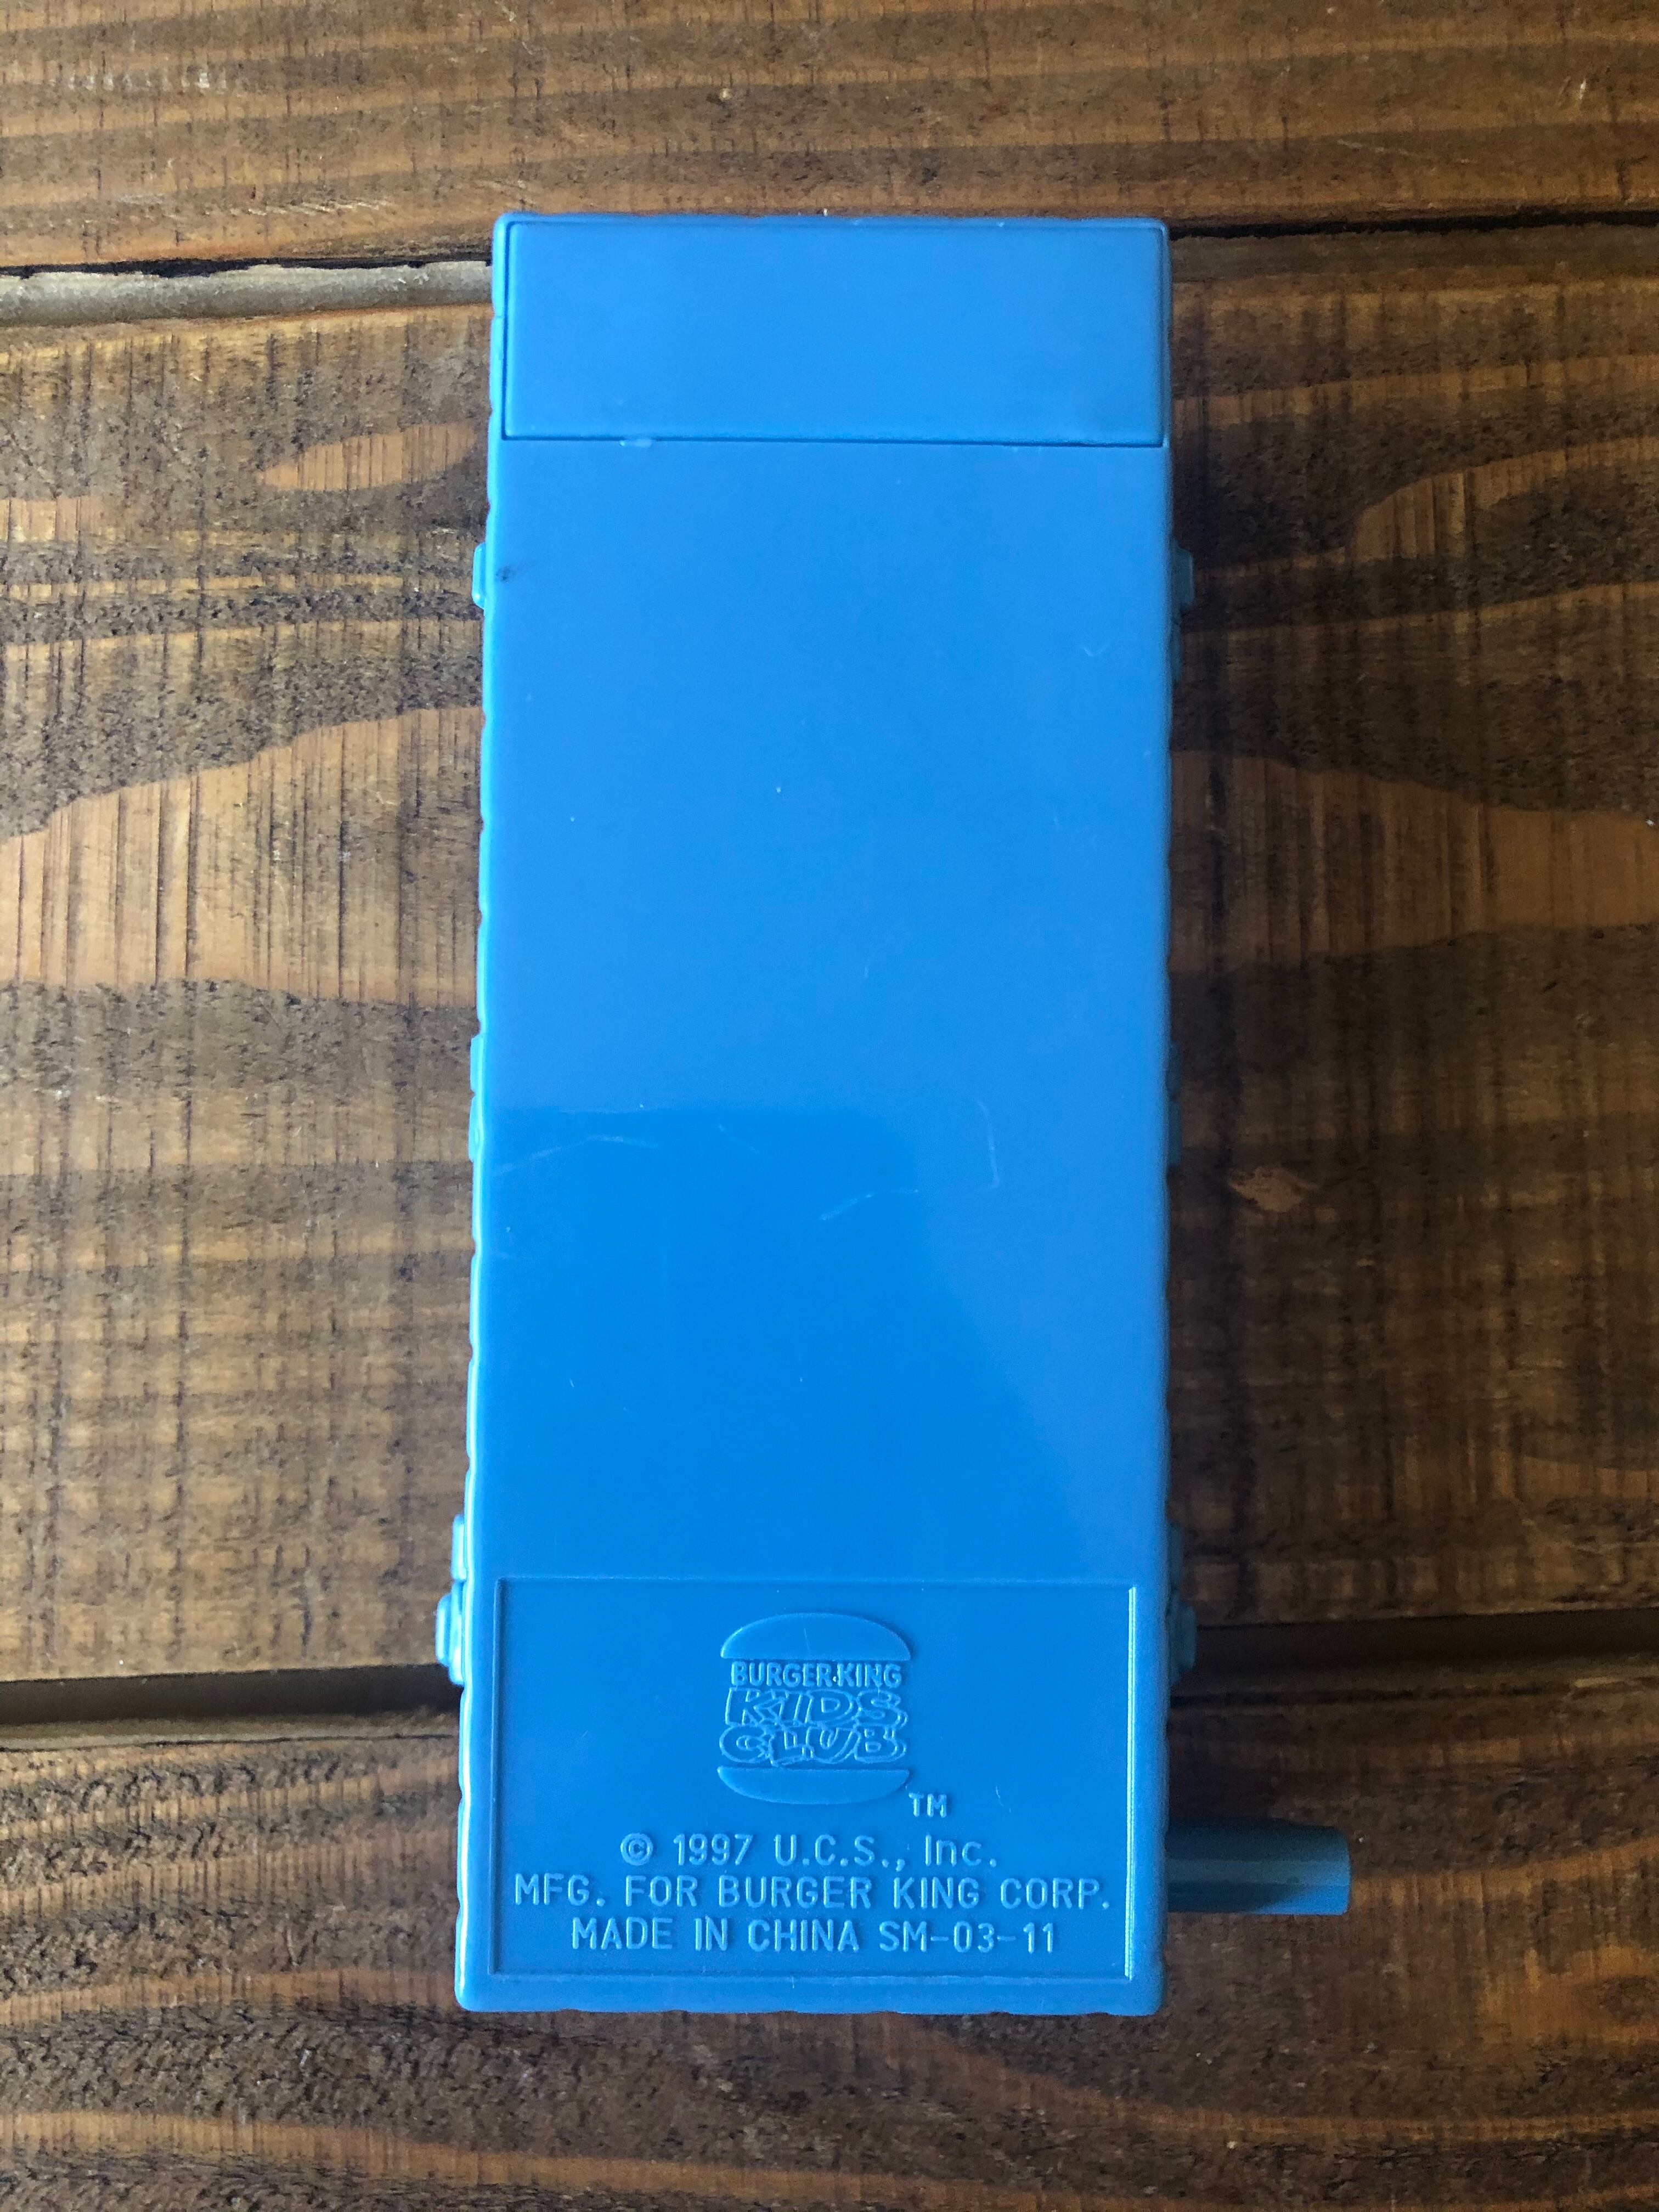 BURGER KING
KIDS
CLUB
TM
© 1997 U.C.S., Inc.
MFG. FOR BURGER KING CORP.
MADE IN CHINA SM-03-11